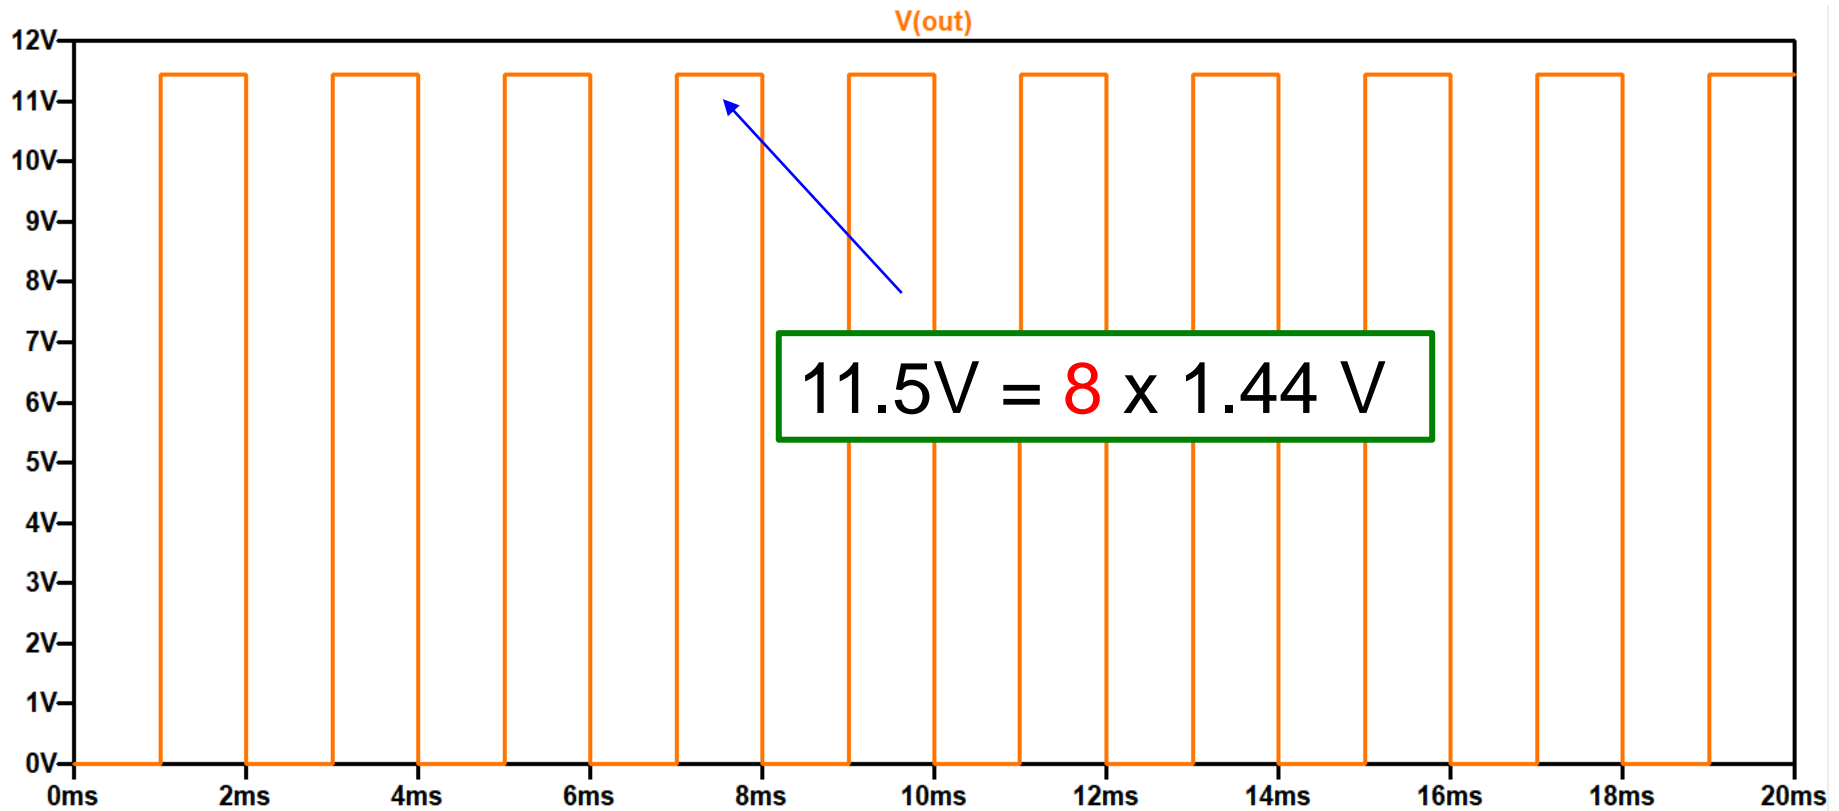 V(out)
12V
11V
10V
9V
8V
7V
6V
5V
4V
3V
2V
1V
0V
11.5V = 8 x 1.44 V
0ms 2ms 4ms 6ms 8ms 10ms 12ms 14ms 16ms 18ms 20ms